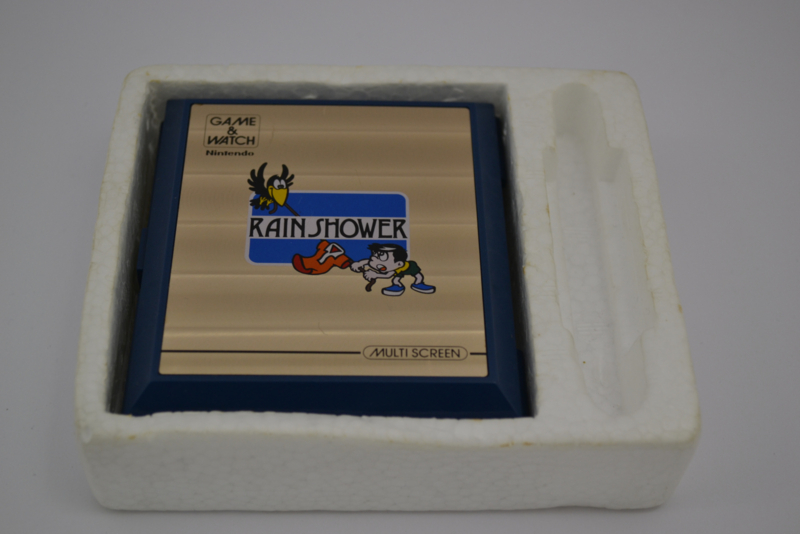 GAME
&
WATCH
Nintendo
RAIN SHOWER
MULTI SCREEN